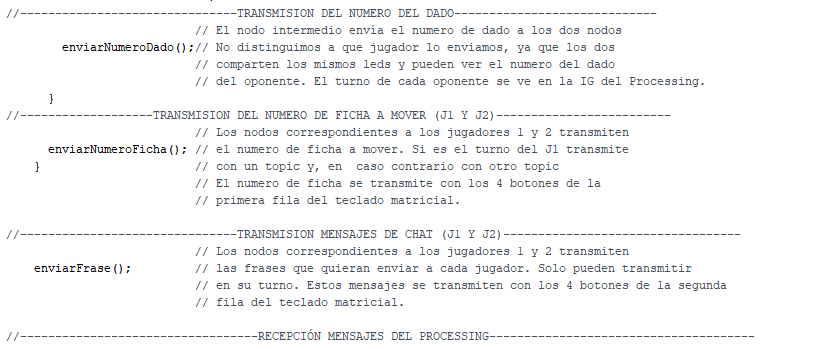 //-------------------------------TRANSMISION DEL NUMERO DEL DADO-----------------------------
// El nodo intermedio envía el numero de dado a los dos nodos
enviarNumeroDado();// No distinguimos a que jugador lo enviamos, ya que los dos
// comparten los mismos leds y pueden ver el numero del dado
// del oponente. El turno de cada oponente se ve en la IG del Processing.
}
//-------------------TRANSMISION DEL NUMERO DE FICHA A MOVER (J1 Y J2)-------------------------
// Los nodos correspondientes a los jugadores 1 y 2 transmiten
enviarNumeroFicha(); // el numero de ficha a mover. Si es el turno del J1 transmite
} // con un topic y, en  caso contrario con otro topic
// El numero de ficha se transmite con los 4 botones de la
// primera fila del teclado matricial.
//-------------------------------TRANSMISION MENSAJES DE CHAT (J1 Y J2)----------------------------------
// Los nodos correspondientes a los jugadores 1 y 2 transmiten
enviarFrase(); // las frases que quieran enviar a cada jugador. Solo pueden transmitir
// en su turno. Estos mensajes se transmiten con los 4 botones de la segunda
// fila del teclado matricial.
//----------------------------------RECEPCIÓN MENSAJES DEL PROCESSING--------------------------------------